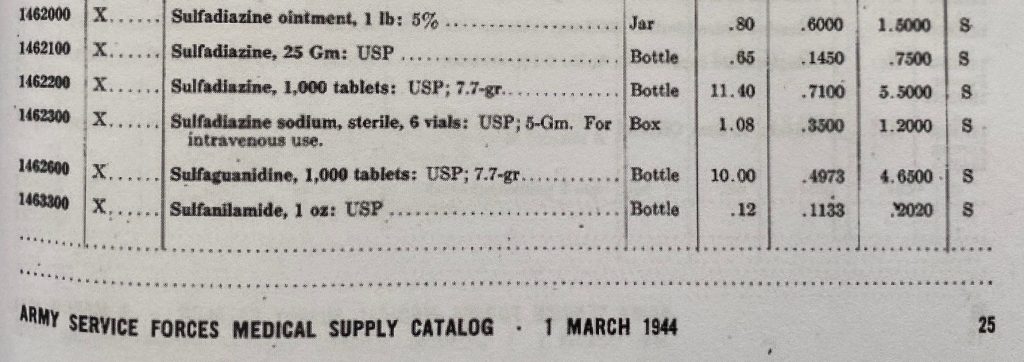 1462000 X...... Sulfadiazine ointment, 1 lb: 5% ........................... Jar .80 .6000 1.5000 S
1462100 X...... Sulfadiazine, 25 Gm: USP ................................. Bottle .65 .1450 .7500 S
1462200 X...... Sulfadiazine, 1,000 tablets: USP; 7.7-gr................. Bottle 11.40 .7100 5.5000 S
1462300 X...... Sulfadiazine sodium, sterile, 6 vials: USP; 5-Gm. For Box 1.08 .3500 1.2000 S
intravenous use.
1462600 X...... Sulfaguanidine, 1,000 tablets: USP; 7.7-gr.............. Bottle 10.00 .4973 4.6500 S
1463300 X...... Sulfanilamide, 1 oz: USP ................................... Bottle .12 .1133 .2020 S
ARMY SERVICE FORCES MEDICAL SUPPLY CATALOG · 1 MARCH 1944 25